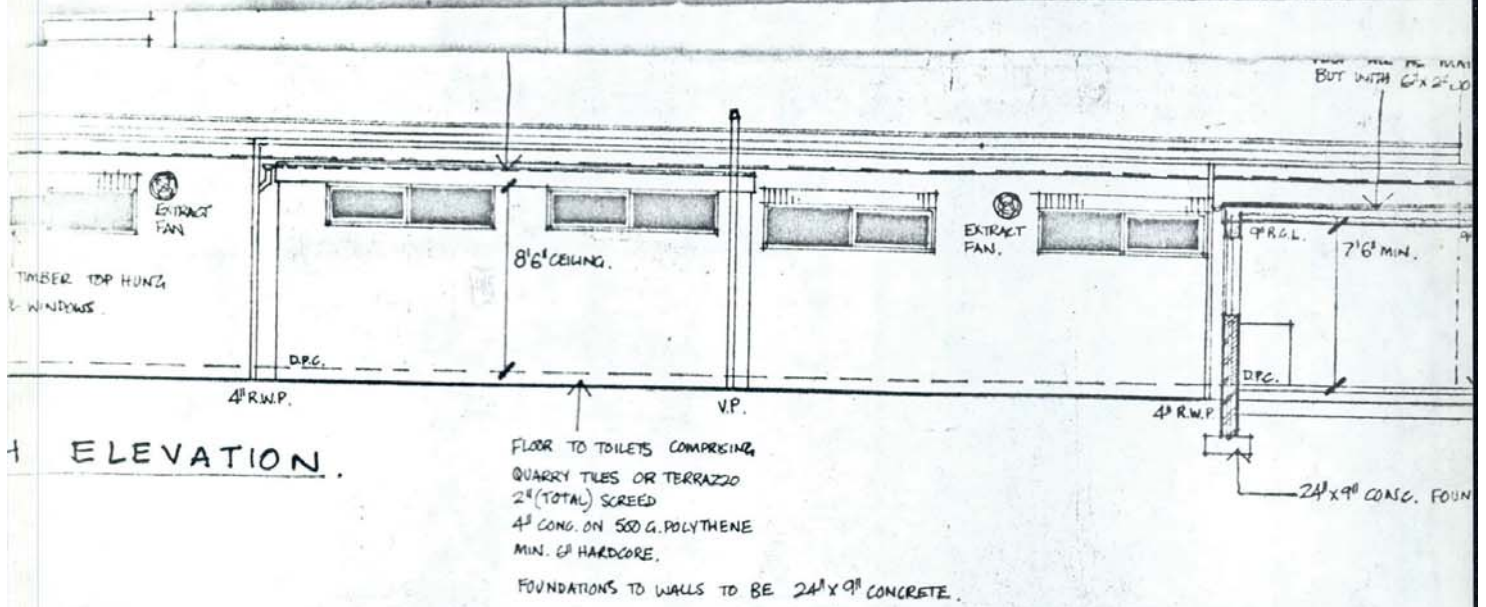 BUT WITH 6"x2"
EXTRACT
FAN
EXTRACT
FAN.
9" R.C.L.
7'6" MIN.
8'6" CEILING.
TIMBER TOP HUNG
WINDOWS.
D.P.C.
D.P.C.
4" R.W.P.
V.P.
4" R.W.P.
ELEVATION.
FLOOR TO TOILETS COMPRISING
QUARRY TILES OR TERRAZZO
2" (TOTAL) SCREED
4" CONC. ON 500 G. POLYTHENE
MIN. 6" HARDCORE.
FOUNDATIONS TO WALLS TO BE 24" x 9" CONCRETE.
24" x 9" CONC. FOUN